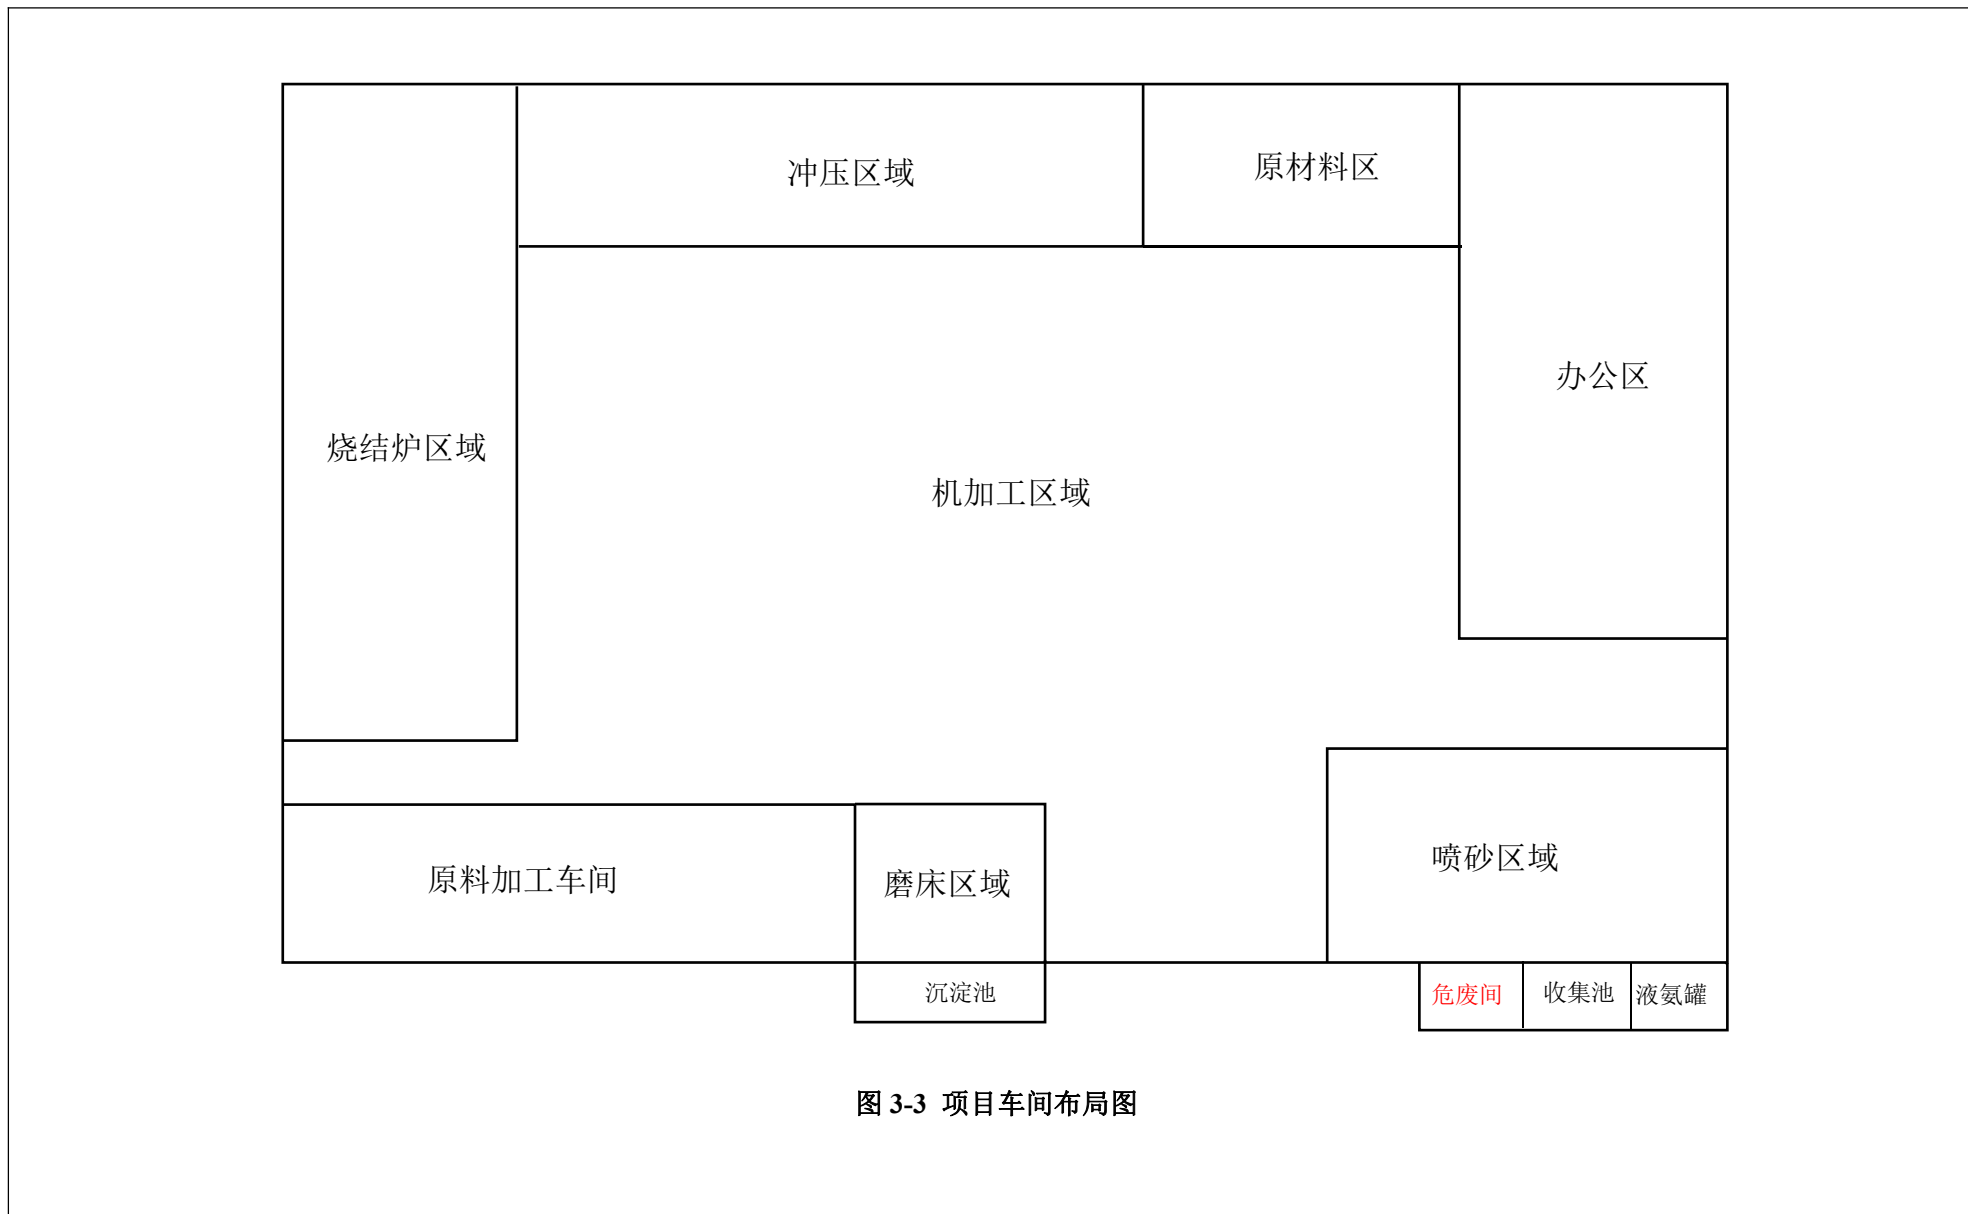 冲压区域
原材料区
办公区
烧结炉区域
机加工区域
原料加工车间
磨床区域
喷砂区域
沉淀池
危废间
收集池
液氨罐
图 3-3 项目车间布局图